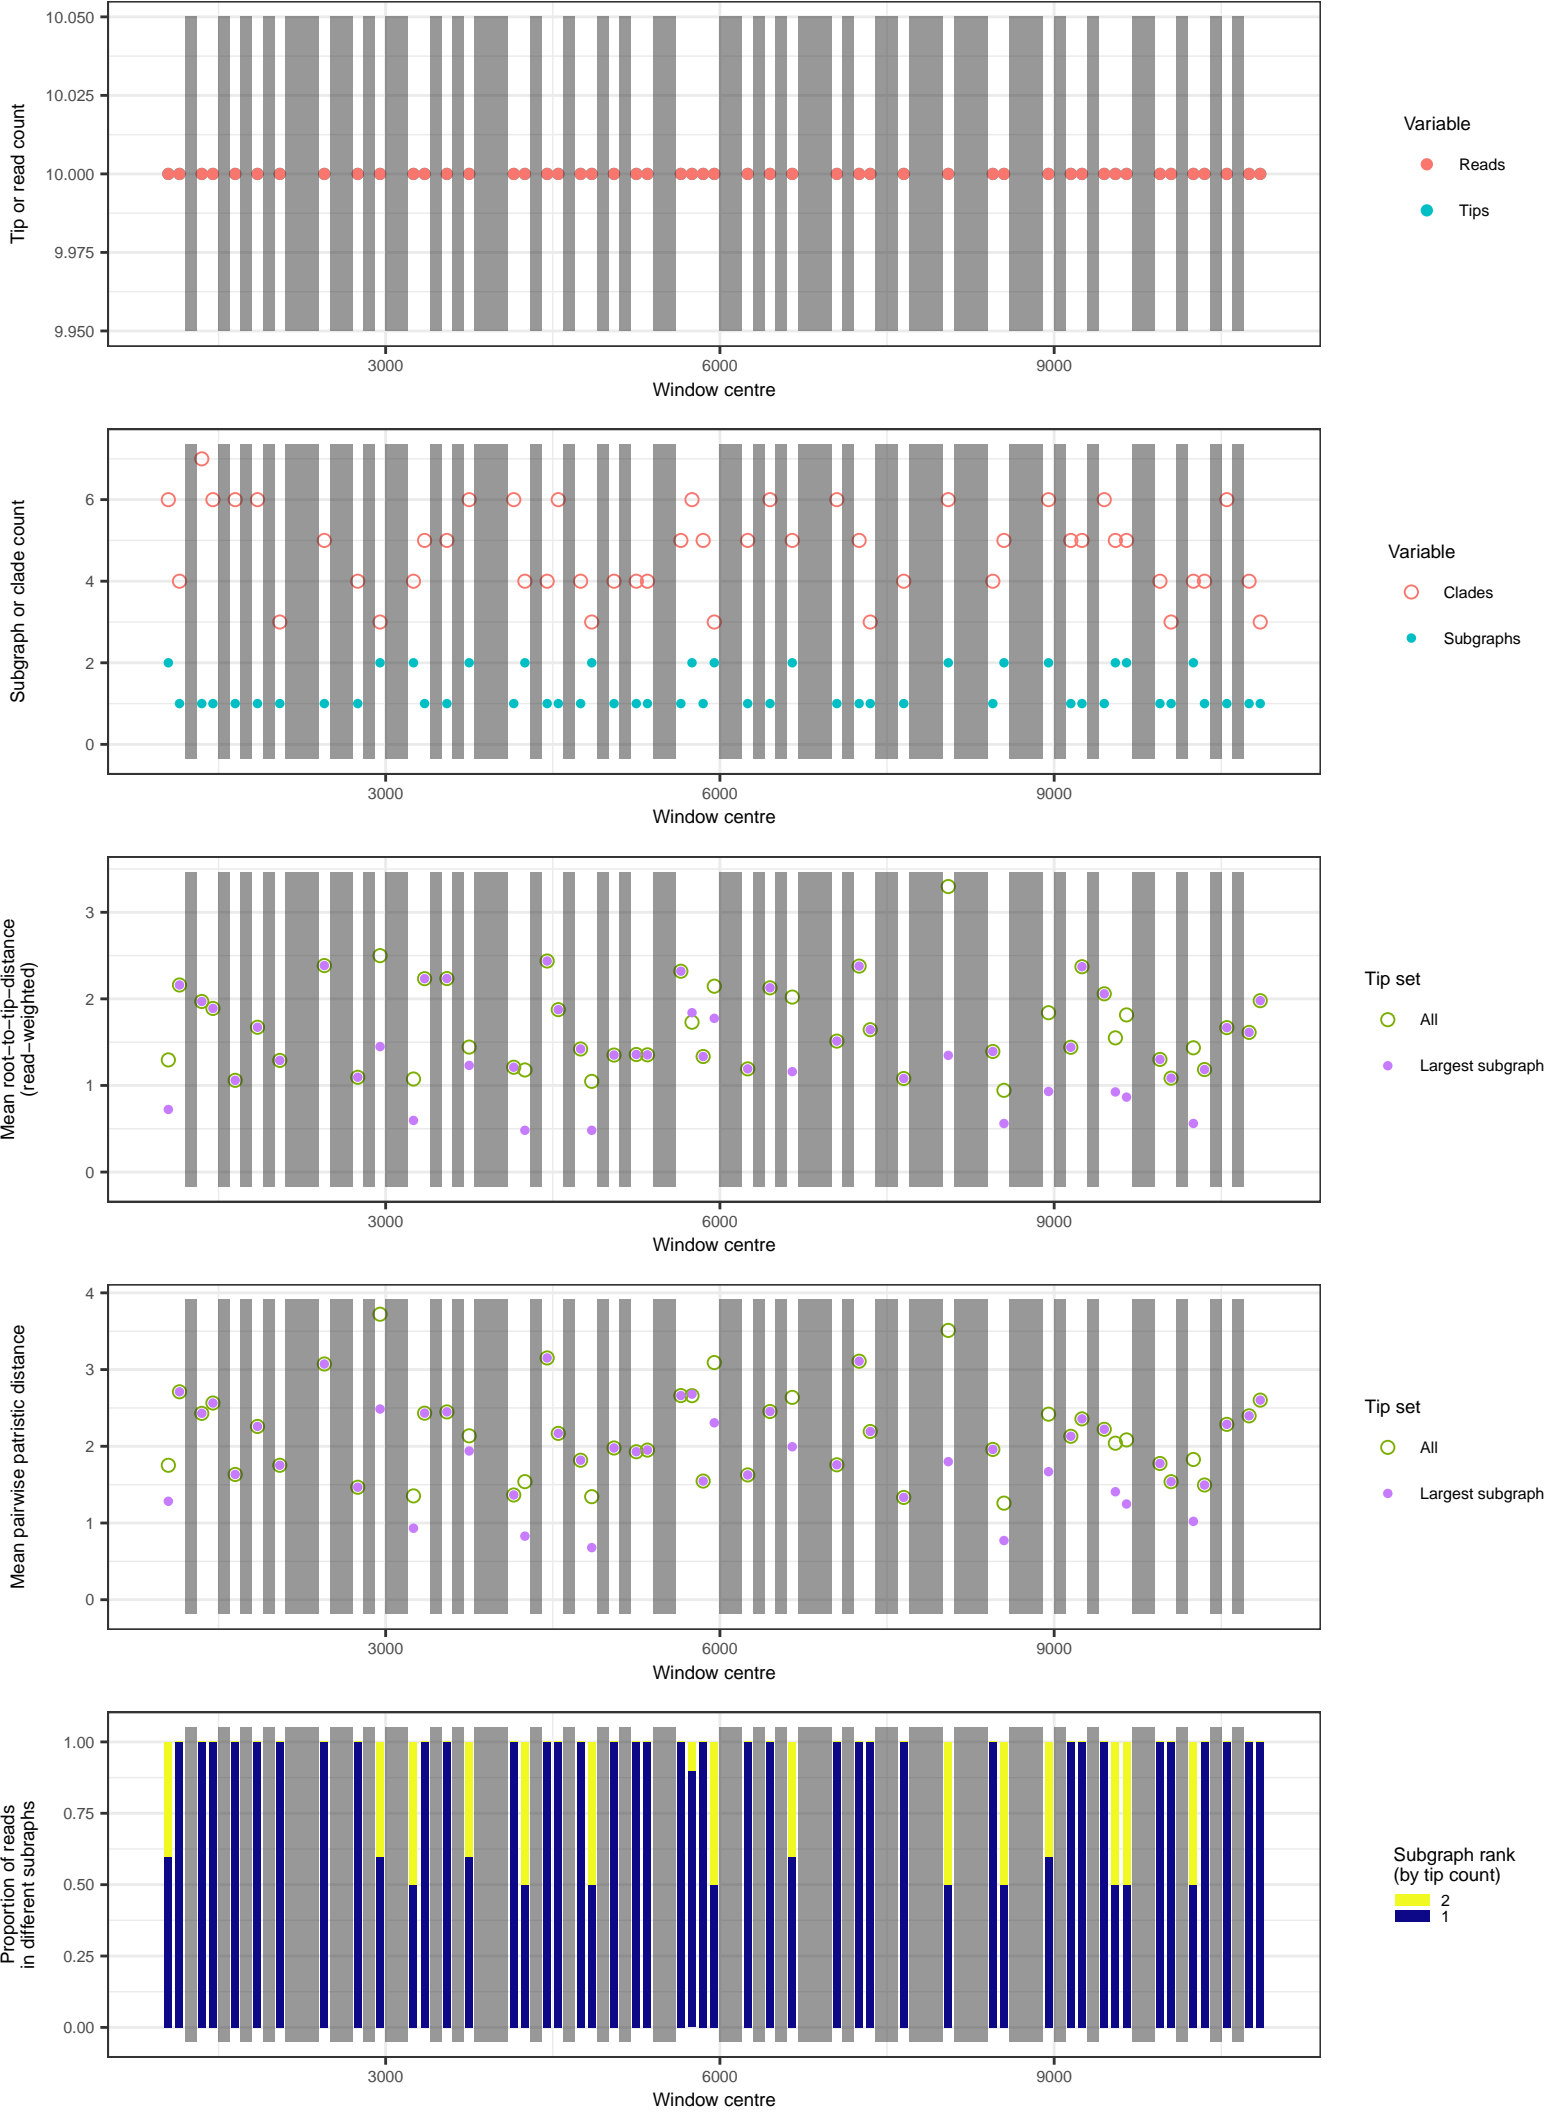 10.050
10.025
10.000
9.975
9.950
Tip or read count
3000
6000
9000
Window centre
Variable
Reads
Tips
6
4
2
0
Subgraph or clade count
3000
6000
9000
Window centre
Variable
Clades
Subgraphs
3
2
1
0
Mean root−to−tip−distance
(read−weighted)
3000
6000
9000
Window centre
Tip set
All
Largest subgraph
4
3
2
1
0
Mean pairwise patristic distance
3000
6000
9000
Window centre
Tip set
All
Largest subgraph
1.00
0.75
0.50
0.25
0.00
Proportion of reads
in different subraphs
3000
6000
9000
Window centre
Subgraph rank
(by tip count)
2
1